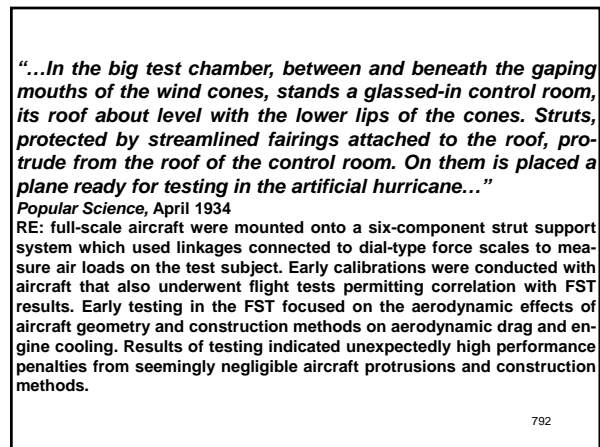 “…In the big test chamber, between and beneath the gaping
mouths of the wind cones, stands a glassed-in control room,
its roof about level with the lower lips of the cones. Struts,
protected by streamlined fairings attached to the roof, pro-
trude from the roof of the control room. On them is placed a
plane ready for testing in the artificial hurricane…”
Popular Science, April 1934
RE: full-scale aircraft were mounted onto a six-component strut support
system which used linkages connected to dial-type force scales to mea-
sure air loads on the test subject. Early calibrations were conducted with
aircraft that also underwent flight tests permitting correlation with FST
results. Early testing in the FST focused on the aerodynamic effects of
aircraft geometry and construction methods on aerodynamic drag and en-
gine cooling. Results of testing indicated unexpectedly high performance
penalties from seemingly negligible aircraft protrusions and construction
methods.
792